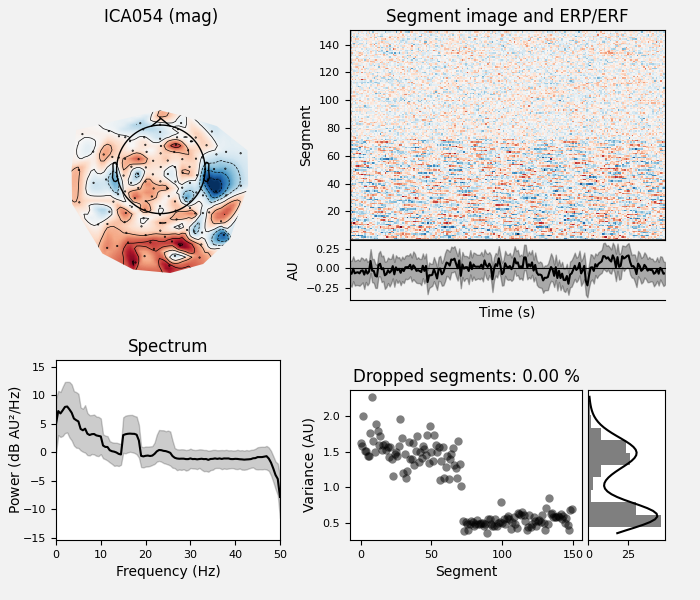 ICA054 (mag)
Segment image and ERP/ERF
Segment
140
120
100
80
60
40
20
AU
0.25
0.00
−0.25
Time (s)
Spectrum
Power (dB AU²/Hz)
15
10
5
0
−5
−10
−15
0 10 20 30 40 50
Frequency (Hz)
Dropped segments: 0.00 %
Variance (AU)
2.0
1.5
1.0
0.5
0 50 100 150
Segment
0 25